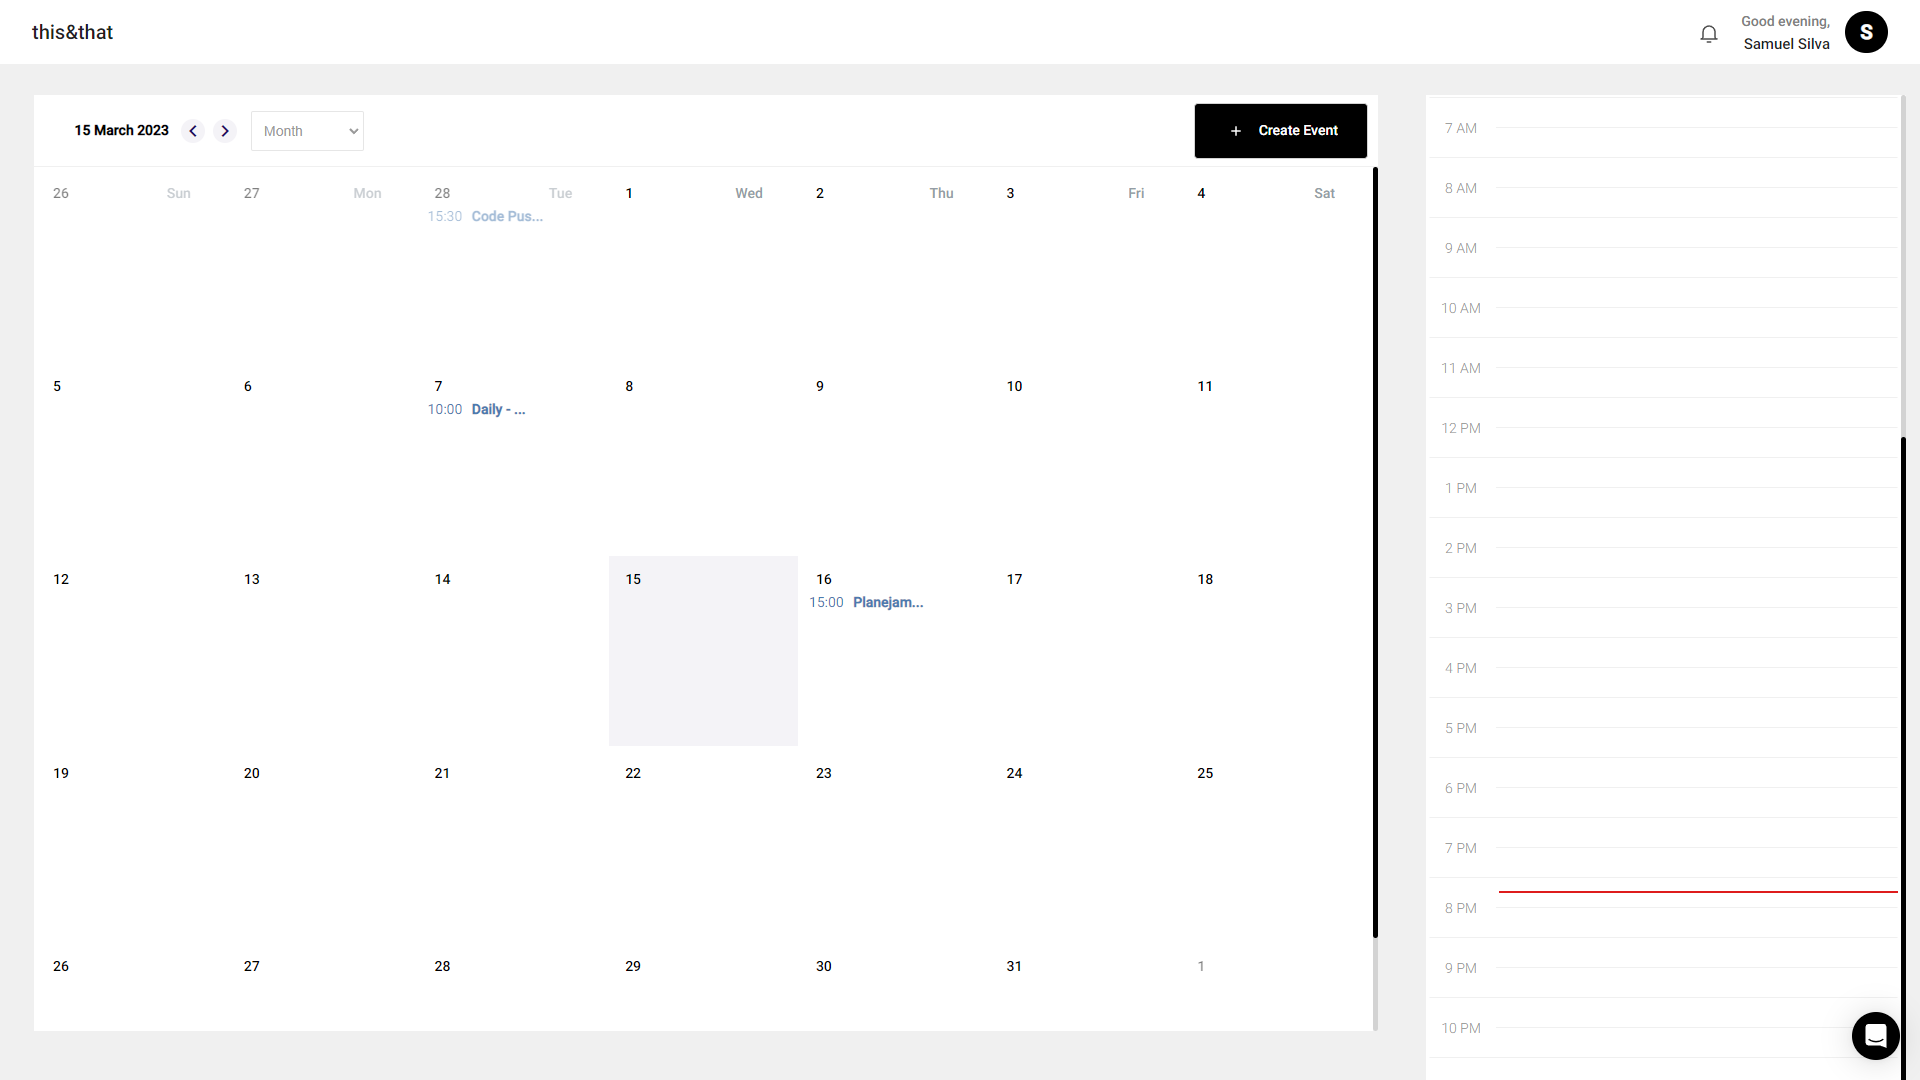 this&that
Good evening,
Samuel Silva
S
15 March 2023
Month
+ Create Event
26 Sun 27 Mon 28 Tue 1 Wed 2 Thu 3 Fri 4 Sat
15:30 Code Pus...
5 6 7 8 9 10 11
10:00 Daily - ...
12 13 14 15 16 17 18
15:00 Planejam...
19 20 21 22 23 24 25
26 27 28 29 30 31 1
7 AM
8 AM
9 AM
10 AM
11 AM
12 PM
1 PM
2 PM
3 PM
4 PM
5 PM
6 PM
7 PM
8 PM
9 PM
10 PM